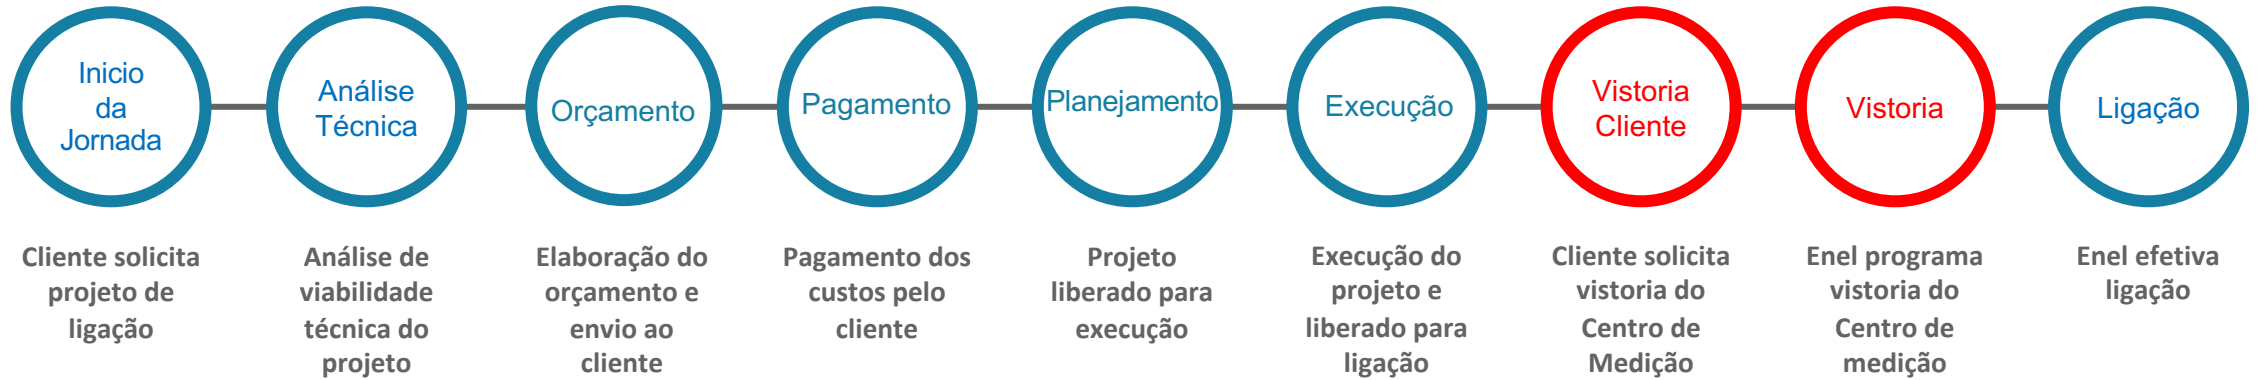 Inicio
da
Jornada
Análise
Técnica
Orçamento
Pagamento
Planejamento
Execução
Vistoria
Cliente
Vistoria
Ligação
Cliente solicita
projeto de
ligação
Análise de
viabilidade
técnica do
projeto
Elaboração do
orçamento e
envio ao
cliente
Pagamento dos
custos pelo
cliente
Projeto
liberado para
execução
Execução do
projeto e
liberado para
ligação
Cliente solicita
vistoria do
Centro de
Medição
Enel programa
vistoria do
Centro de
medição
Enel efetiva
ligação